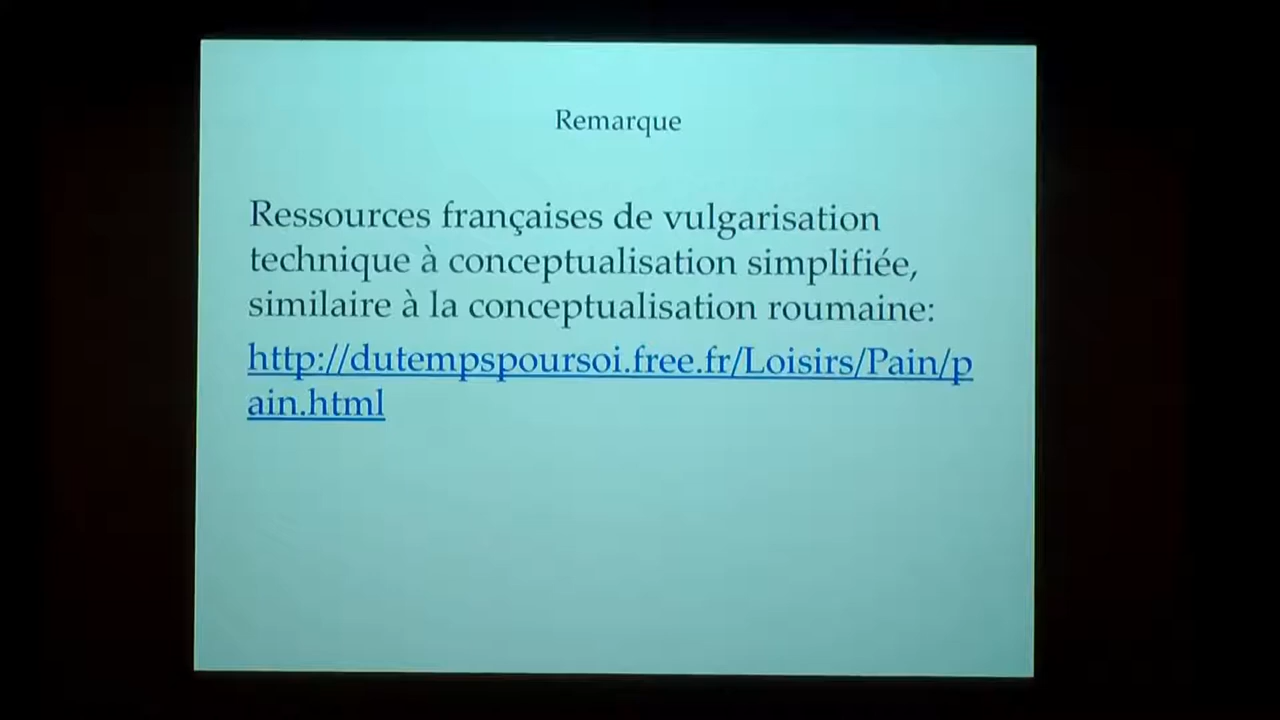 Remarque
Ressources françaises de vulgarisation
technique à conceptualisation simplifiée,
similaire à la conceptualisation roumaine:
http://dutempspoursoi.free.fr/Loisirs/Pain/p
ain.html